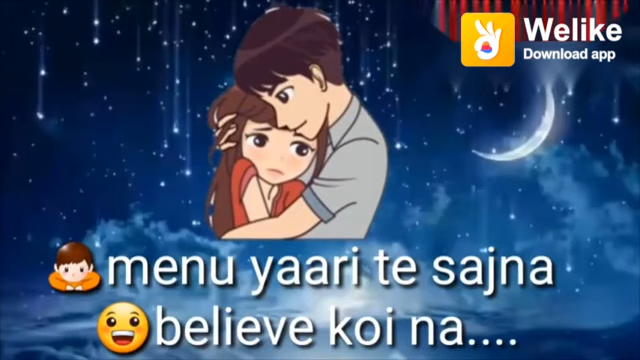 Welike
Download app
🙇menu yaari te sajna
😀believe koi na....